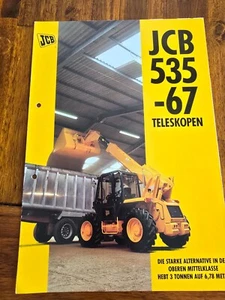 JCB
JCB
535
-67
TELESKOPEN
DIE STARKE ALTERNATIVE IN DE
OBEREN MITTELKLASSE
HEBT 3 TONNEN AUF 6,78 MET